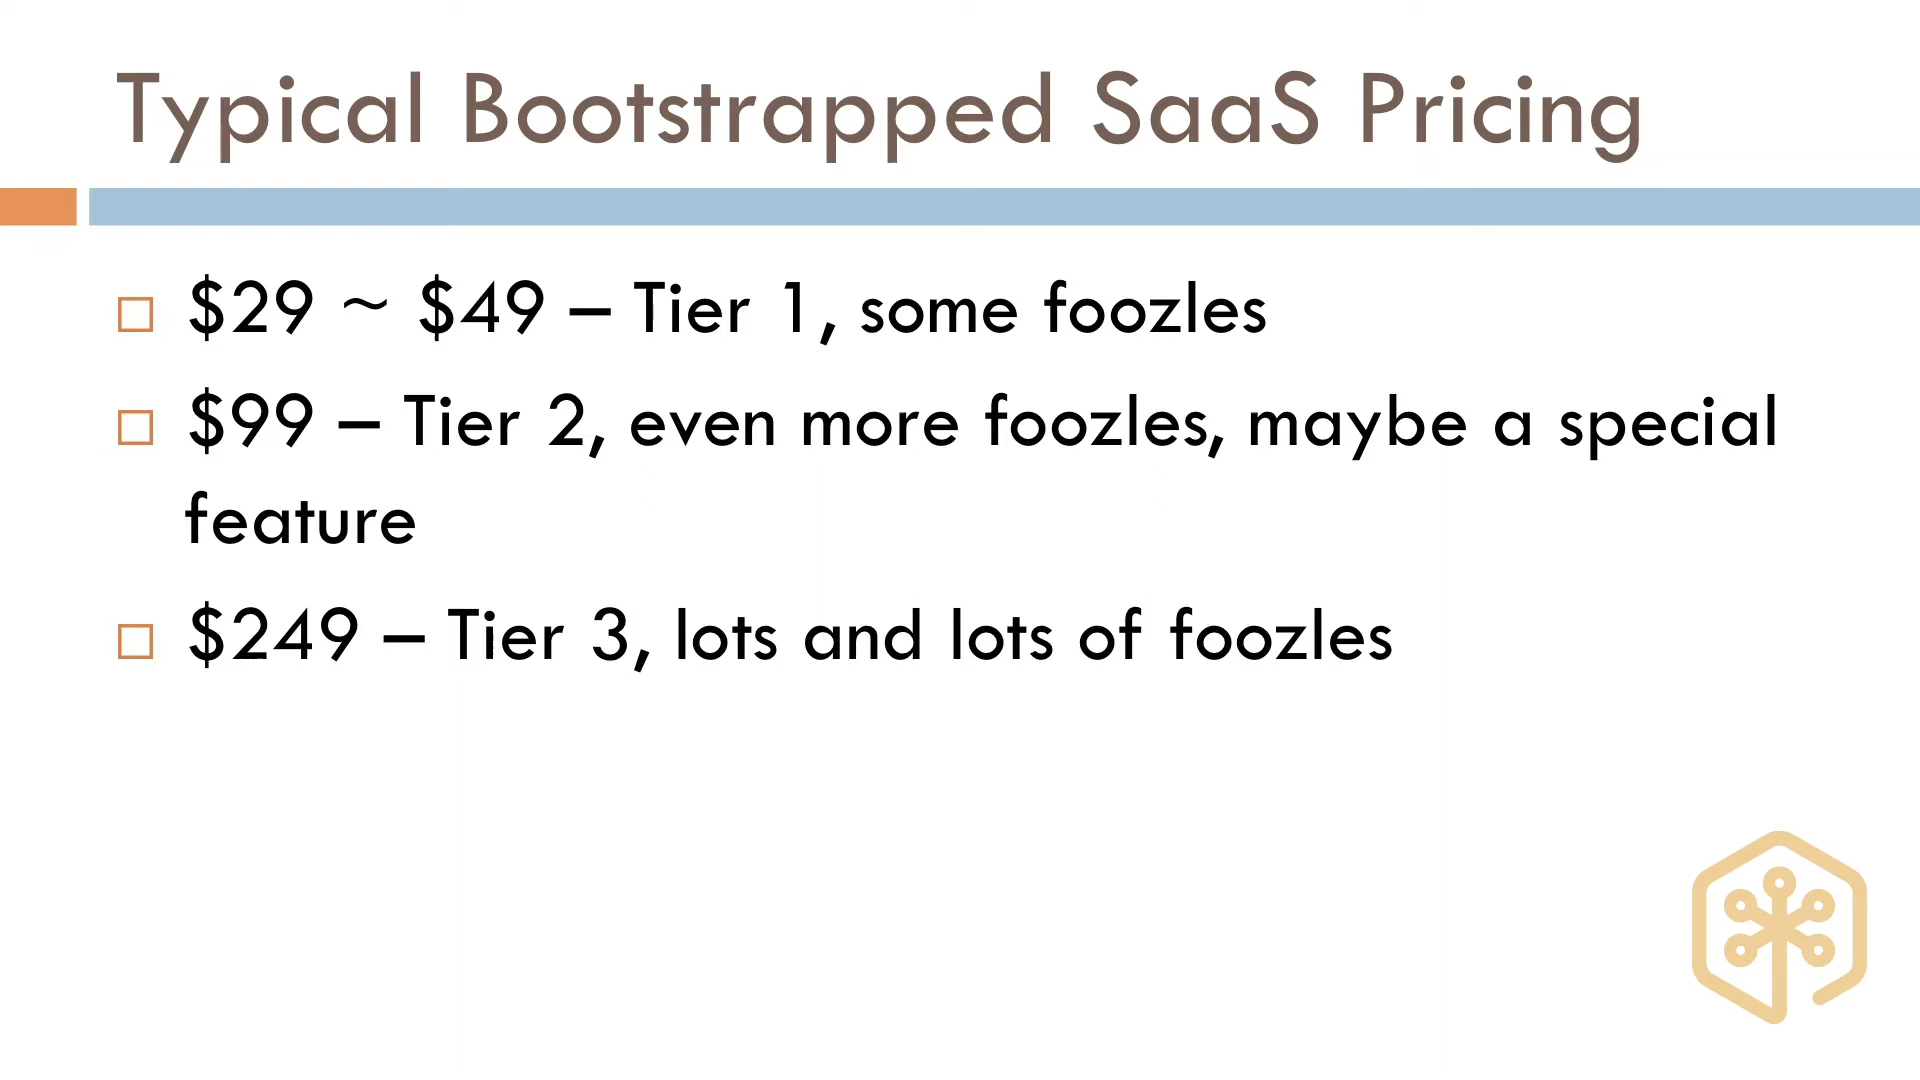 Typical Bootstrapped SaaS Pricing
$29 ~ $49 – Tier 1, some foozles
$99 – Tier 2, even more foozles, maybe a special
feature
$249 – Tier 3, lots and lots of foozles